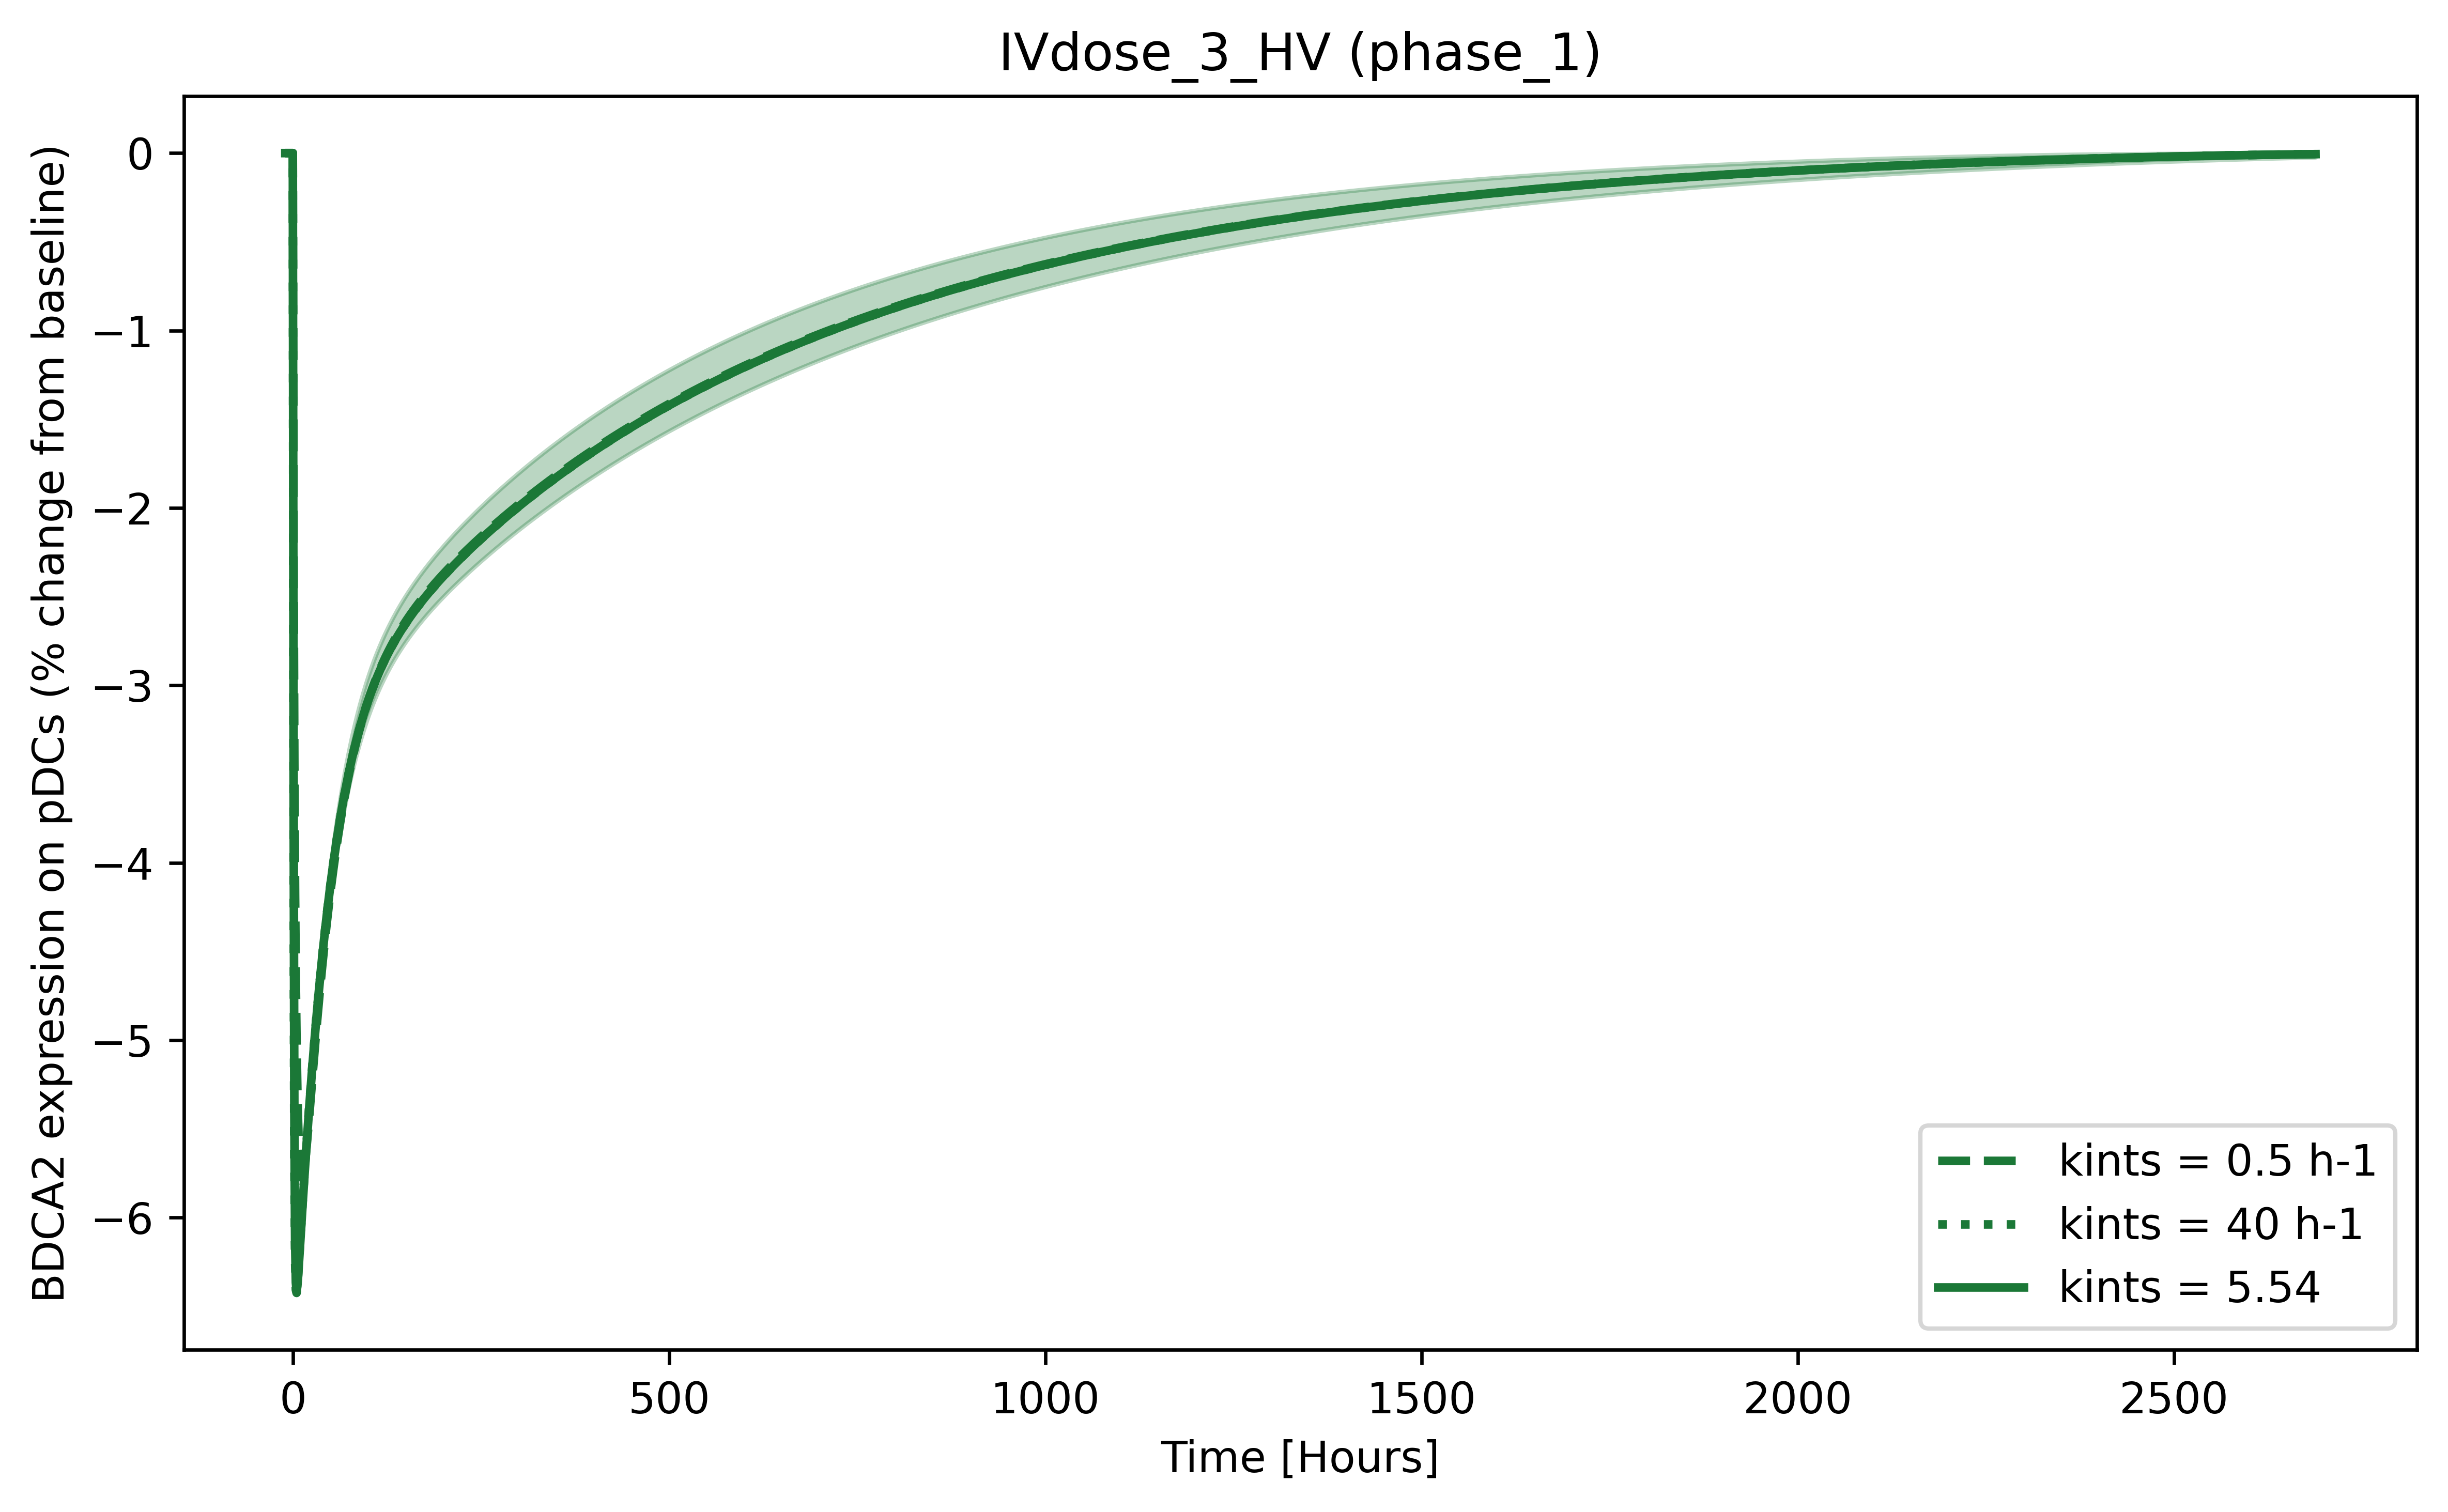 IVdose_3_HV (phase_1)
BDCA2 expression on pDCs (% change from baseline)
0
−1
−2
−3
−4
−5
−6
kints = 0.5 h-1
kints = 40 h-1
kints = 5.54
0 500 1000 1500 2000 2500
Time [Hours]